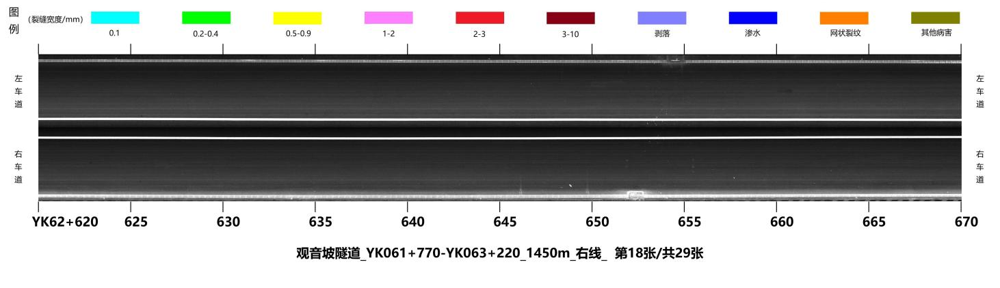 图例
(裂缝宽度/mm)
0.1 0.2-0.4 0.5-0.9 1-2 2-3 3-10 剥落 渗水 网状裂纹 其他病害
左车道 左车道
右车道 右车道
YK62+620 625 630 635 640 645 650 655 660 665 670
观音坡隧道_YK061+770-YK063+220_1450m_右线_ 第18张/共29张